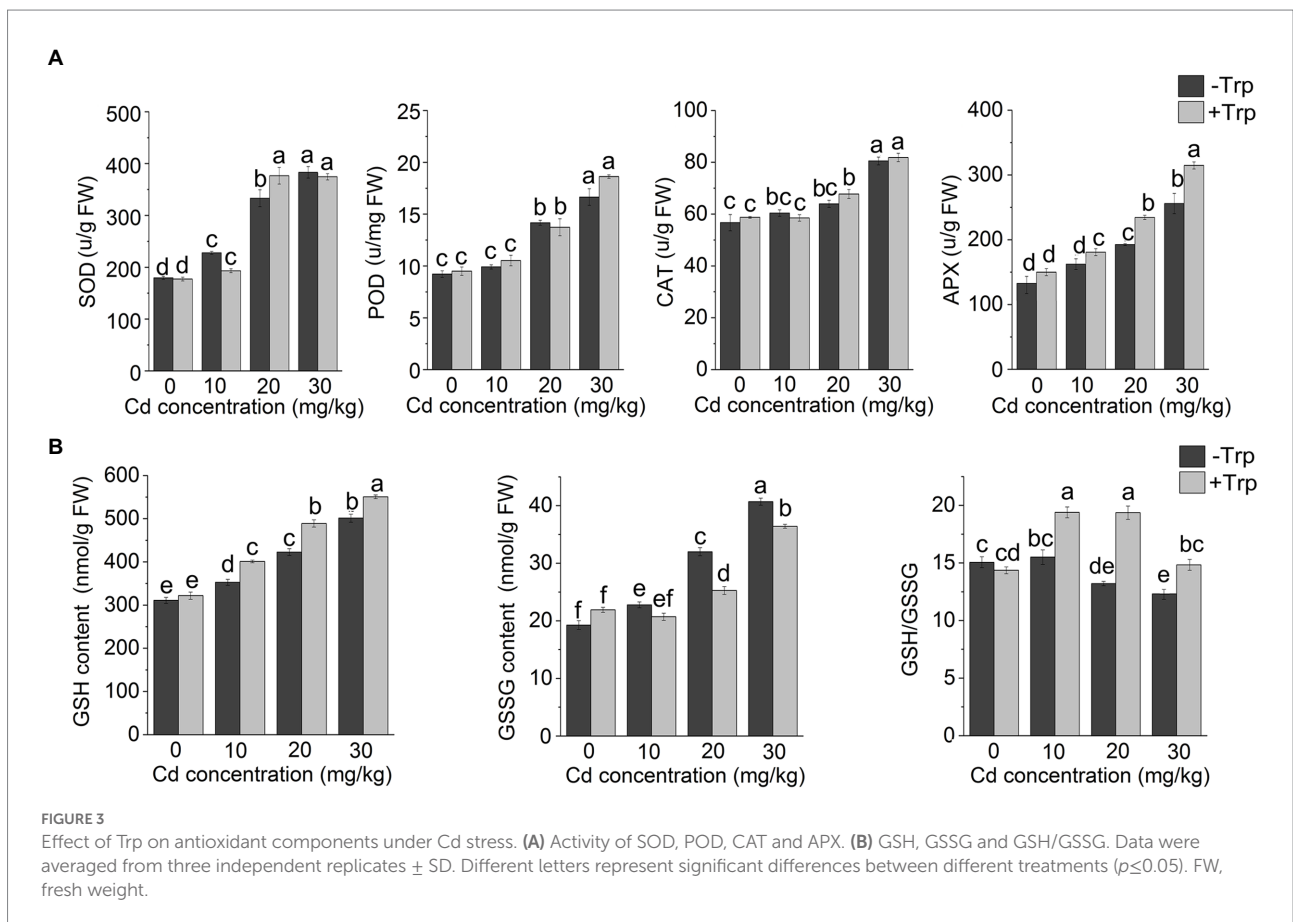 A
-Trp
+Trp
SOD (u/g FW)
500
400
300
200
100
0
d d c c b a a a
0 10 20 30
Cd concentration (mg/kg)
POD (u/mg FW)
25
20
15
10
5
0
c c c c b b a a
0 10 20 30
Cd concentration (mg/kg)
CAT (u/g FW)
100
80
60
40
20
0
c c bc c bc b a a
0 10 20 30
Cd concentration (mg/kg)
APX (u/g FW)
400
300
200
100
0
d d d c c b b a
0 10 20 30
Cd concentration (mg/kg)
B
-Trp
+Trp
GSH content (nmol/g FW)
600
500
400
300
200
100
0
e e d c c b b a
0 10 20 30
Cd concentration (mg/kg)
GSSG content (nmol/g FW)
40
30
20
10
0
f f e ef c d a b
0 10 20 30
Cd concentration (mg/kg)
GSH/GSSG
20
15
10
5
0
c cd bc a de a e bc
0 10 20 30
Cd concentration (mg/kg)
FIGURE 3
Effect of Trp on antioxidant components under Cd stress. (A) Activity of SOD, POD, CAT and APX. (B) GSH, GSSG and GSH/GSSG. Data were
averaged from three independent replicates ± SD. Different letters represent significant differences between different treatments (p≤0.05). FW,
fresh weight.